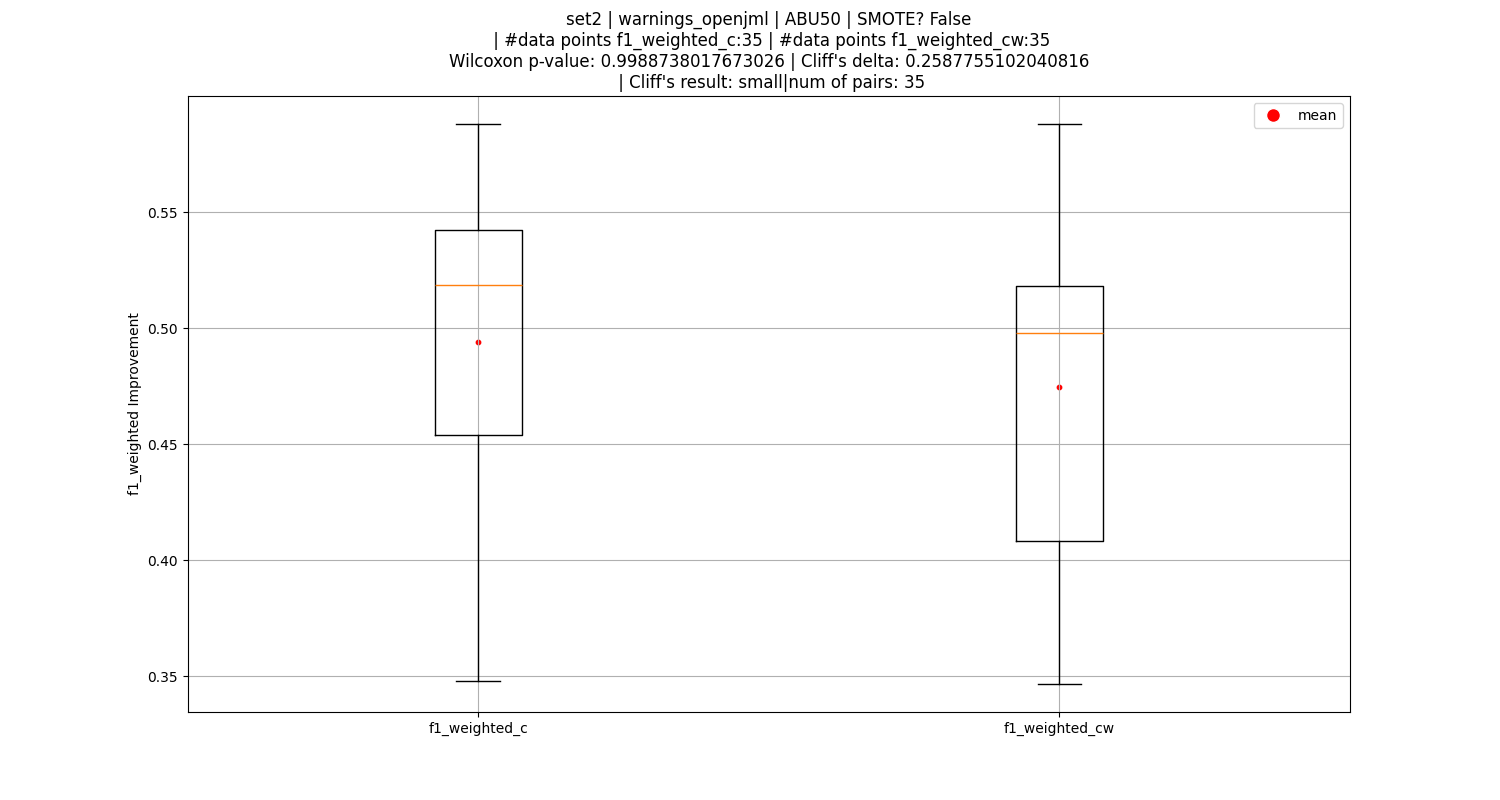 set2 | warnings_openjml | ABU50 | SMOTE? False
| #data points f1_weighted_c:35 | #data points f1_weighted_cw:35
Wilcoxon p-value: 0.9988738017673026 | Cliff's delta: 0.2587755102040816
| Cliff's result: small|num of pairs: 35
mean
f1_weighted Improvement
0.55
0.50
0.45
0.40
0.35
f1_weighted_c
f1_weighted_cw